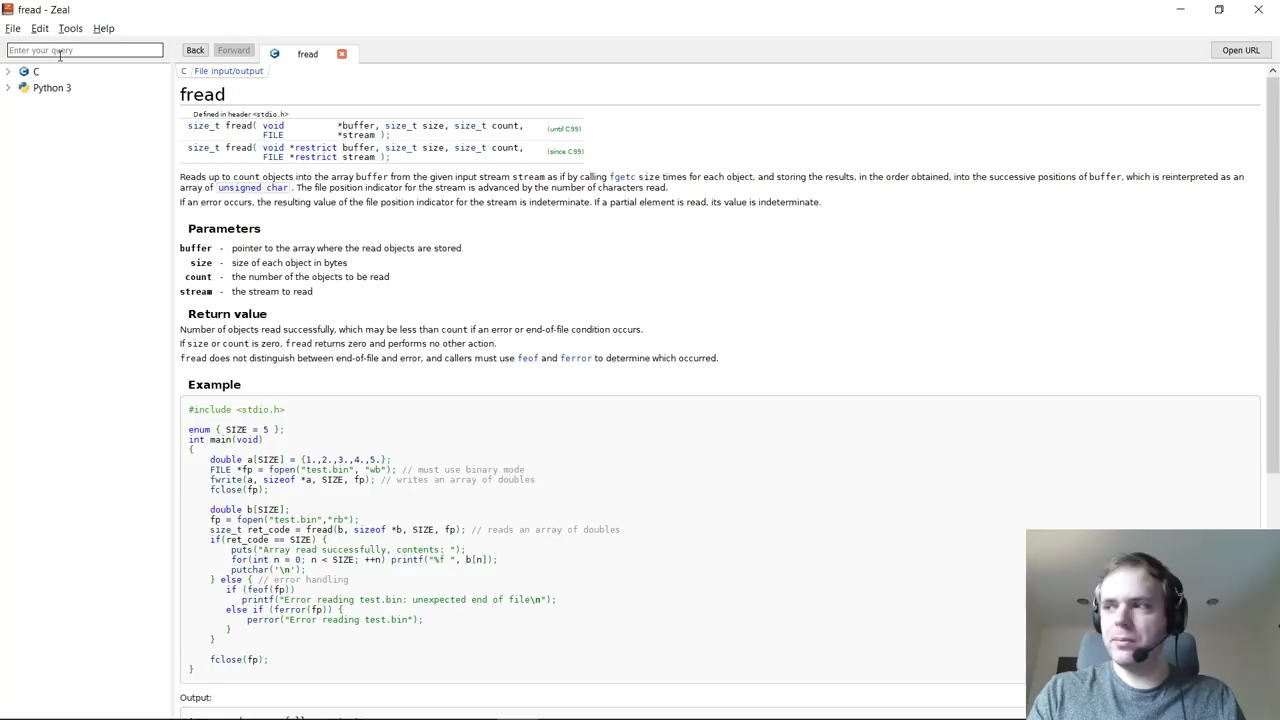 fread - Zeal
File Edit Tools Help
Enter your query
C
Python 3
Back Forward fread Open URL
C File input/output
fread
Defined in header <stdio.h>
size_t fread( void *buffer, size_t size, size_t count,
FILE *stream ); (until C99)
size_t fread( void *restrict buffer, size_t size, size_t count,
FILE *restrict stream ); (since C99)
Reads up to count objects into the array buffer from the given input stream stream as if by calling fgetc size times for each object, and storing the results, in the order obtained, into the successive positions of buffer, which is reinterpreted as an
array of unsigned char. The file position indicator for the stream is advanced by the number of characters read.
If an error occurs, the resulting value of the file position indicator for the stream is indeterminate. If a partial element is read, its value is indeterminate.
Parameters
buffer - pointer to the array where the read objects are stored
size - size of each object in bytes
count - the number of the objects to be read
stream - the stream to read
Return value
Number of objects read successfully, which may be less than count if an error or end-of-file condition occurs.
If size or count is zero, fread returns zero and performs no other action.
fread does not distinguish between end-of-file and error, and callers must use feof and ferror to determine which occurred.
Example
#include <stdio.h>
enum { SIZE = 5 };
int main(void)
{
double a[SIZE] = {1.,2.,3.,4.,5.};
FILE *fp = fopen("test.bin", "wb"); // must use binary mode
fwrite(a, sizeof *a, SIZE, fp); // writes an array of doubles
fclose(fp);
double b[SIZE];
fp = fopen("test.bin","rb");
size_t ret_code = fread(b, sizeof *b, SIZE, fp); // reads an array of doubles
if(ret_code == SIZE) {
puts("Array read successfully, contents: ");
for(int n = 0; n < SIZE; ++n) printf("%f ", b[n]);
putchar('\n');
} else { // error handling
if (feof(fp))
printf("Error reading test.bin: unexpected end of file\n");
else if (ferror(fp)) {
perror("Error reading test.bin");
}
}
fclose(fp);
}
Output: